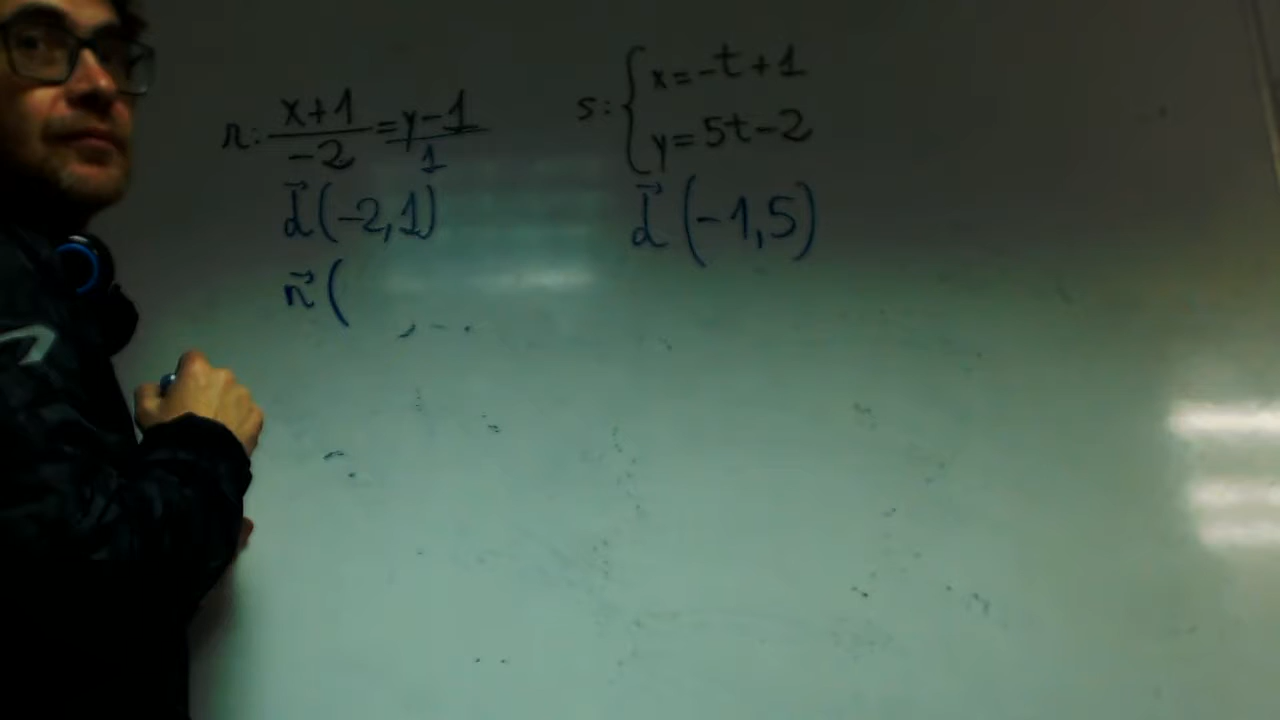 r: x+1/-2 = y-1/1
d⃗(-2,1)
n⃗(
s: { x=-t+1
y=5t-2
d⃗(-1,5)